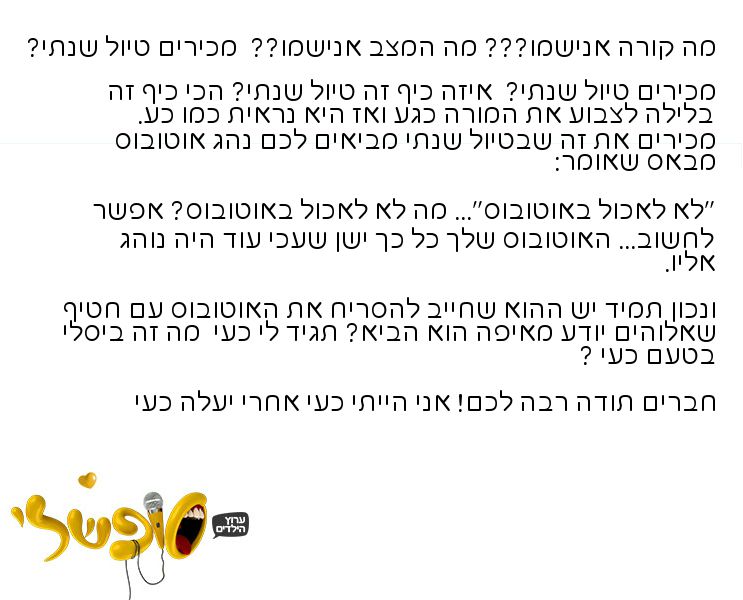 מה קורה אנישמו??? מה המצב אנישמו?? מכירים טיול שנתי?
מכירים טיול שנתי? איזה כיף זה טיול שנתי? הכי כיף זה
בלילה לצבוע את המורה כגע ואז היא נראית כמו כע.
מכירים את זה שבטיול שנתי מביאים לכם נהג אוטובוס
מבאס שאומר:
"לא לאכול באוטובוס"... מה לא לאכול באוטובוס? אפשר
לחשוב... האוטובוס שלך כל כך ישן שעכי עוד היה נוהג
אליו.
ונכון תמיד יש ההוא שחייב להסריח את האוטובוס עם חטיף
שאלוהים יודע מאיפה הוא הביא? תגיד לי כעי מה זה ביסלי
בטעם כעי ?
חברים תודה רבה לכם! אני הייתי כעי אחרי יעלה כעי
סופשלי
ערוץ
הילדים